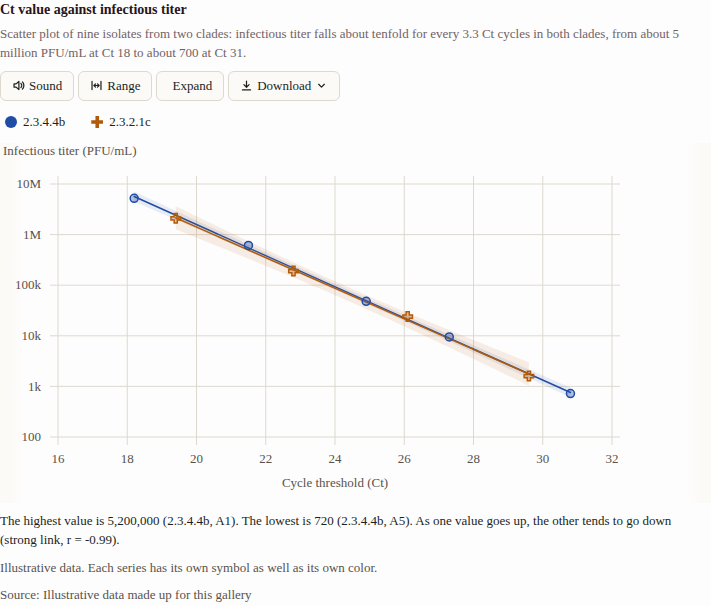 Ct value against infectious titer
Scatter plot of nine isolates from two clades: infectious titer falls about tenfold for every 3.3 Ct cycles in both clades, from about 5
million PFU/mL at Ct 18 to about 700 at Ct 31.
Sound Range Expand Download
2.3.4.4b 2.3.2.1c
Infectious titer (PFU/mL)
10M
1M
100k
10k
1k
100
16 18 20 22 24 26 28 30 32
Cycle threshold (Ct)
The highest value is 5,200,000 (2.3.4.4b, A1). The lowest is 720 (2.3.4.4b, A5). As one value goes up, the other tends to go down
(strong link, r = -0.99).
Illustrative data. Each series has its own symbol as well as its own color.
Source: Illustrative data made up for this gallery